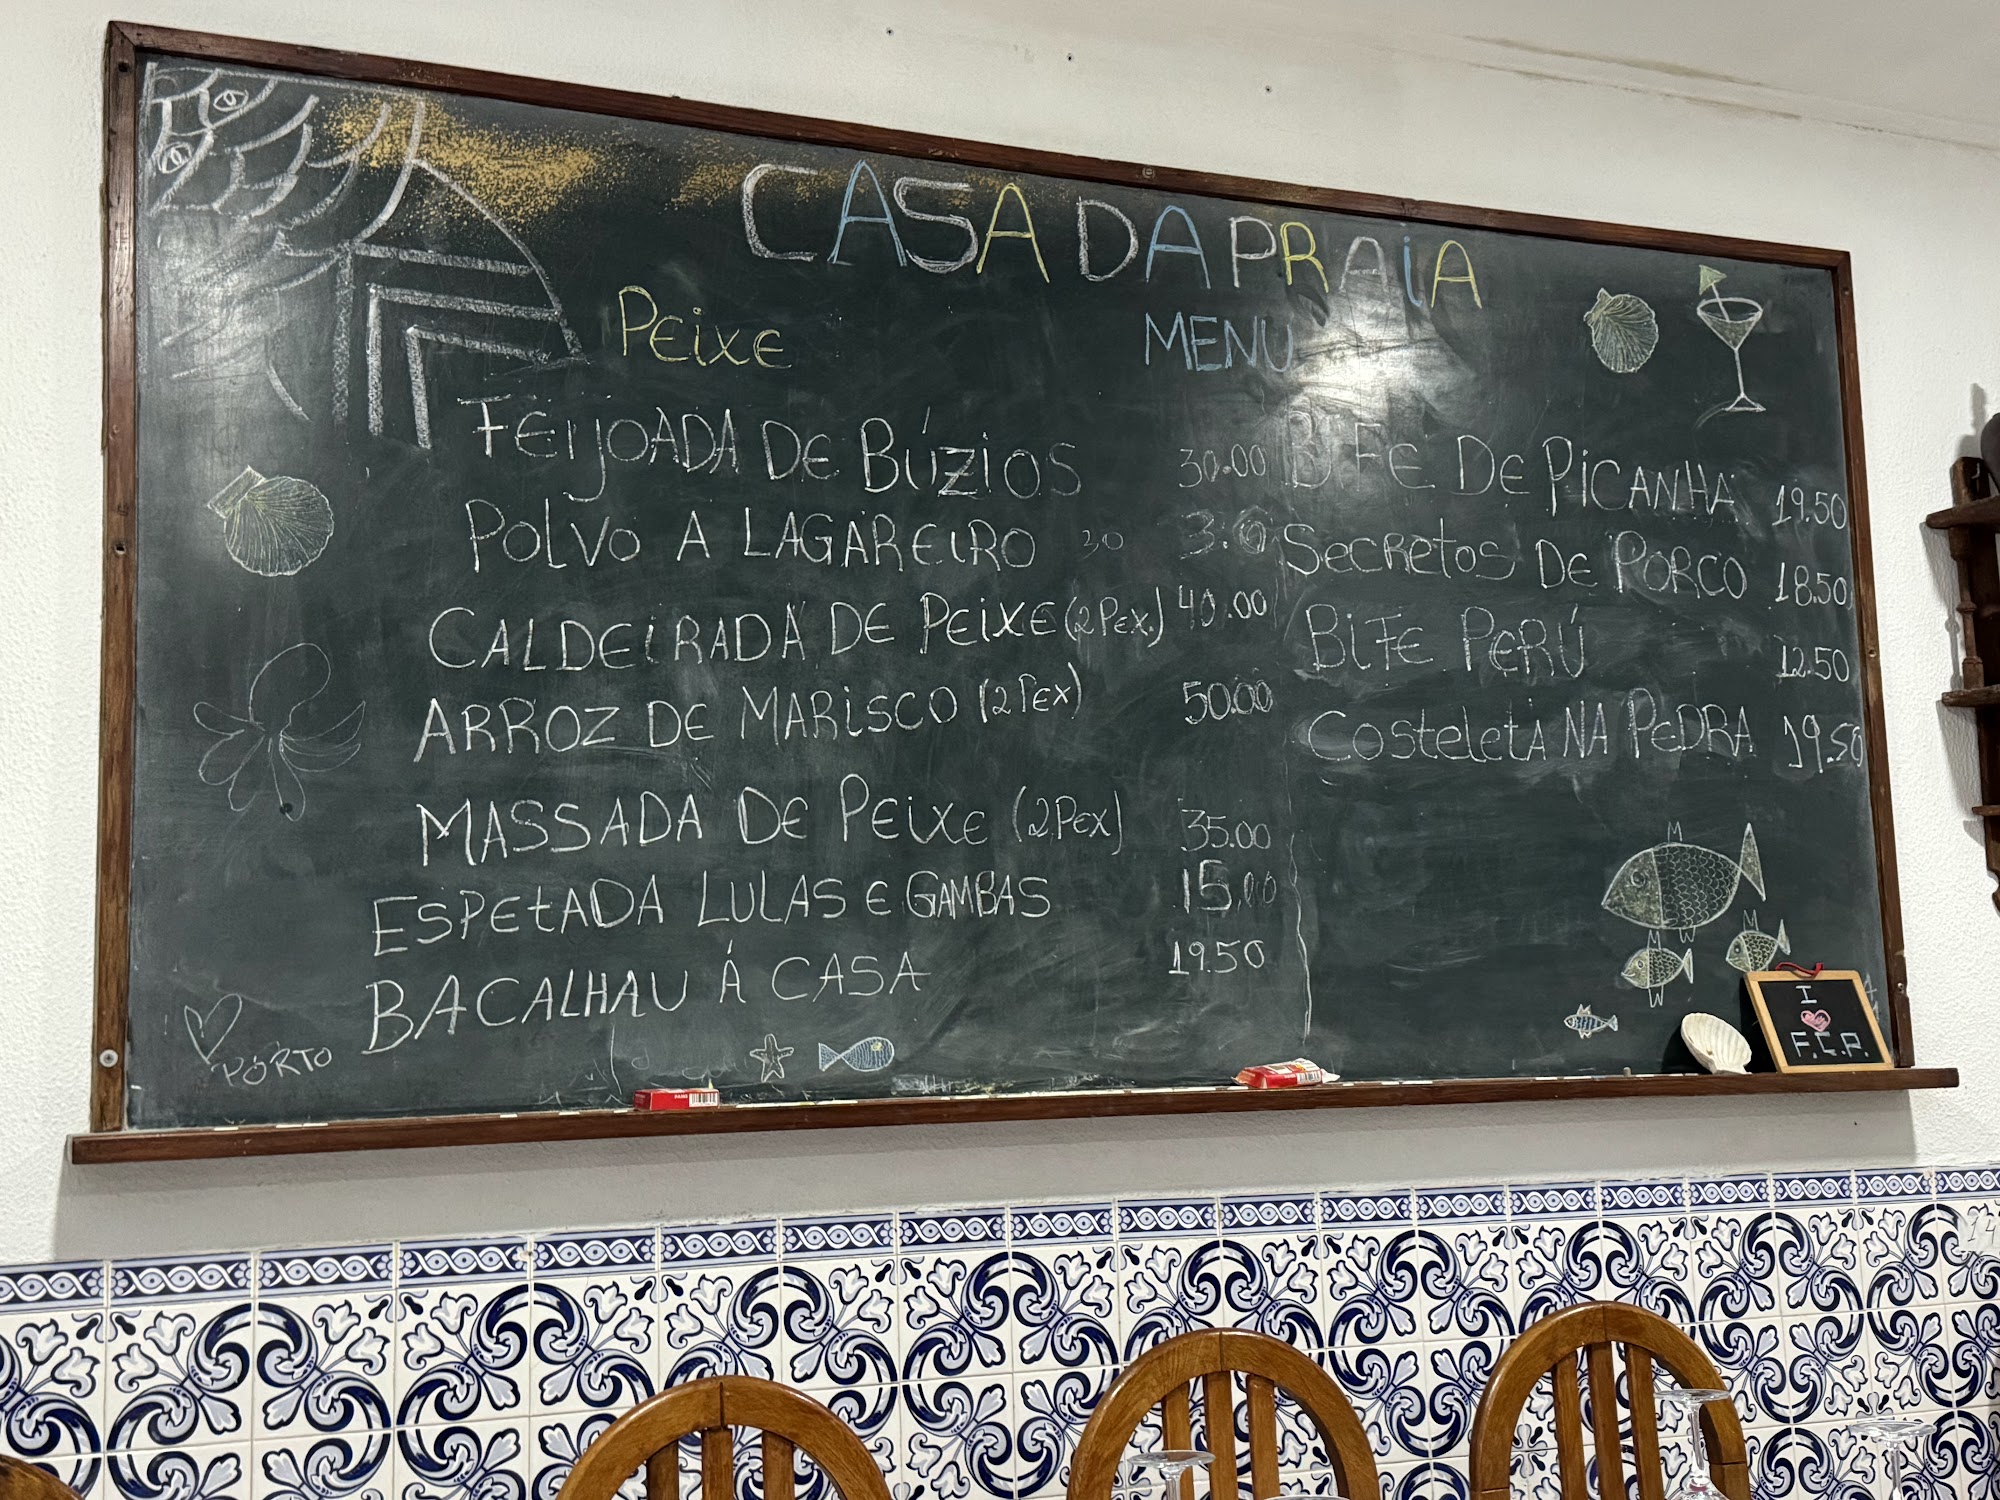 CASA DA PRAiA
PEiXE
MENU
FEIJOADA DE BÚZIOS 30.00
POLVO A LAGAREIRO 30
CALDEIRADA DE PEIXE (2 PEX.) 40.00
ARROZ DE MARISCO (2 PEX) 50.00
MASSADA DE PEIXE (2 PEX) 35.00
ESPETADA LULAS E GAMBAS 15,00
BACALHAU Á CASA 19.50
BIFE DE PICANHA 19.50
SECRETOS DE PORCO 18.50
BIFE PERÚ 12.50
COSTELETA NA PEDRA 19.50
PORTO
I
F.C.P.
14